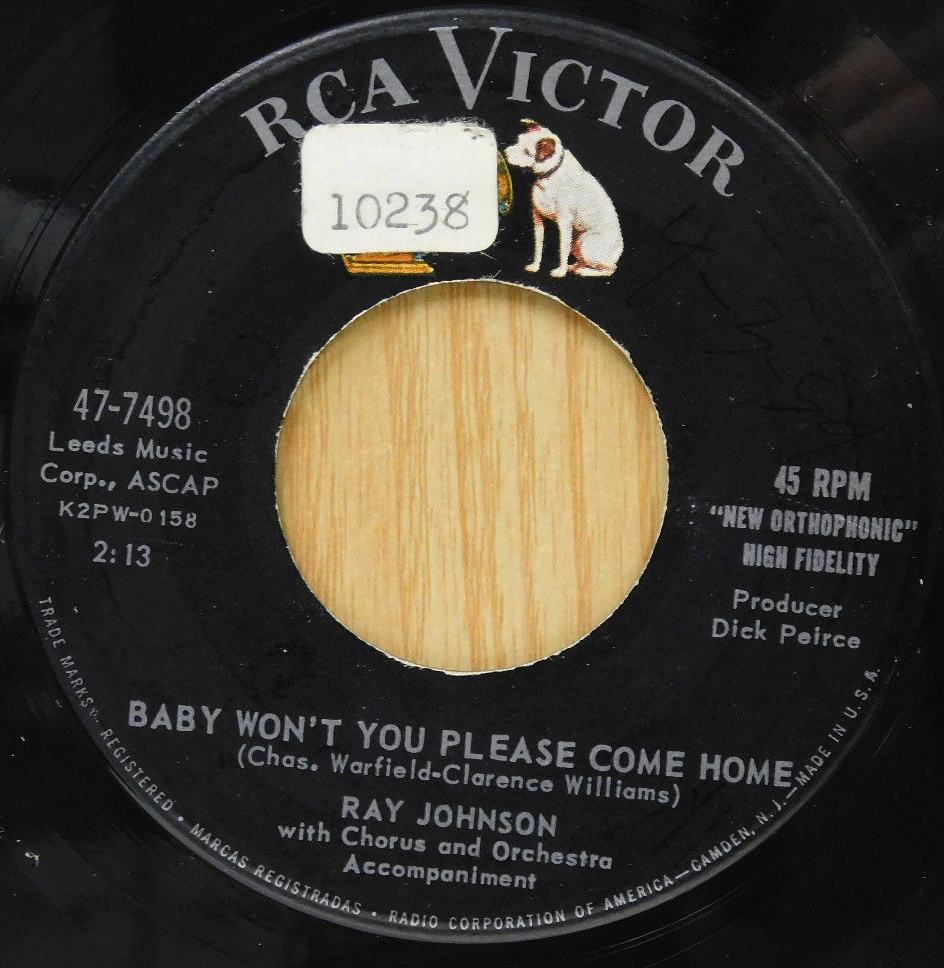 RCA VICTOR
10238
47-7498
Leeds Music
Corp., ASCAP
K2PW-0158
2:13
45 RPM
"NEW ORTHOPHONIC"
HIGH FIDELITY
Producer
Dick Peirce
BABY WON'T YOU PLEASE COME HOME
(Chas. Warfield-Clarence Williams)
RAY JOHNSON
with Chorus and Orchestra
Accompaniment
TRADE MARKS® REGISTERED • MARCAS REGISTRADAS • RADIO CORPORATION OF AMERICA—CAMDEN, N. J.—MADE IN U. S. A.